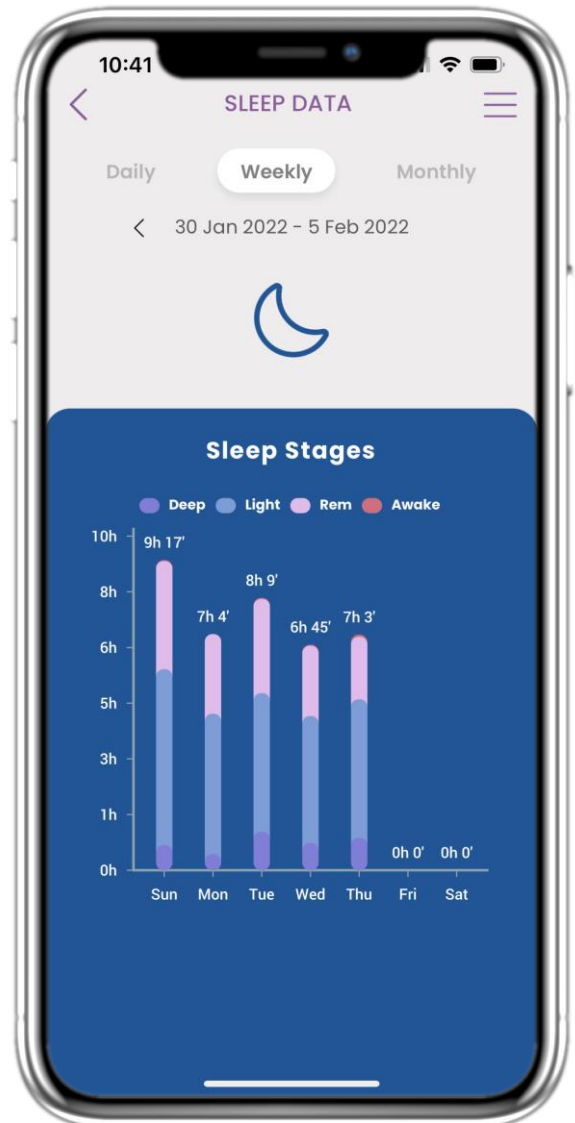 10:41
SLEEP DATA
Daily Weekly Monthly
30 Jan 2022 - 5 Feb 2022
Sleep Stages
Deep Light Rem Awake
10h
9h 17'
8h 9'
8h
7h 4'
7h 3'
6h 45'
6h
5h
3h
1h
0h 0' 0h 0'
0h
Sun Mon Tue Wed Thu Fri Sat